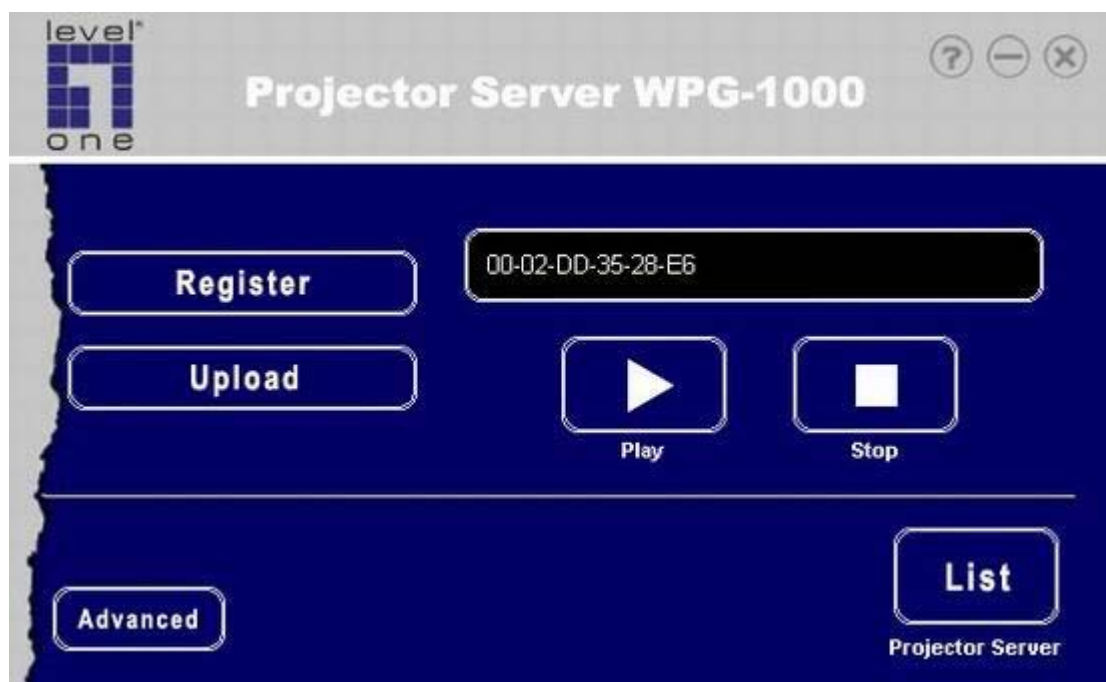 level
one
Projector Server WPG-1000
?
Register
00-02-DD-35-28-E6
Upload
Play
Stop
Advanced
List
Projector Server